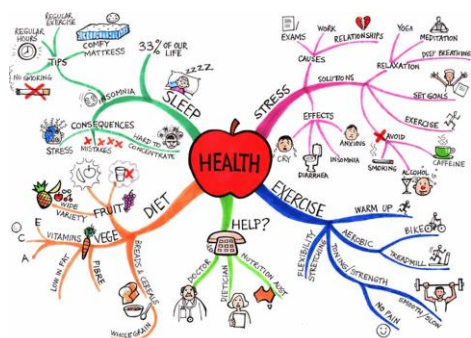 HEALTH
SLEEP
33% OF OUR LIFE
ZZZZ
INSOMNIA
TIPS
REGULAR HOURS
REGULAR EXERCISE
COMFY MATTRESS
NO SMOKING
CONSEQUENCES
STRESS
MISTAKES
HARD TO CONCENTRATE
STRESS
CAUSES
EXAMS
WORK
RELATIONSHIPS
SOLUTIONS
RELAXATION
YOGA
MEDITATION
DEEP BREATHING
SET GOALS
EXERCISE
AVOID
CAFFEINE
ALCOHOL
SMOKING
EFFECTS
CRY
DIARRHEA
INSOMNIA
ANXIOUS
EXERCISE
WARM UP
AEROBIC
BIKE
TREADMILL
TONING/STRENGTH
SMOOTH/SLOW
NO PAIN
FLEXIBILITY
STRETCHING
HELP?
DOCTOR
DIETICIAN
NUTRITION AUST
DIET
FRUIT
WIDE VARIETY
VEGE
VITAMINS
E
C
A
LOW IN FAT
FIBRE
BREADS & CEREALS
WHOLEGRAIN